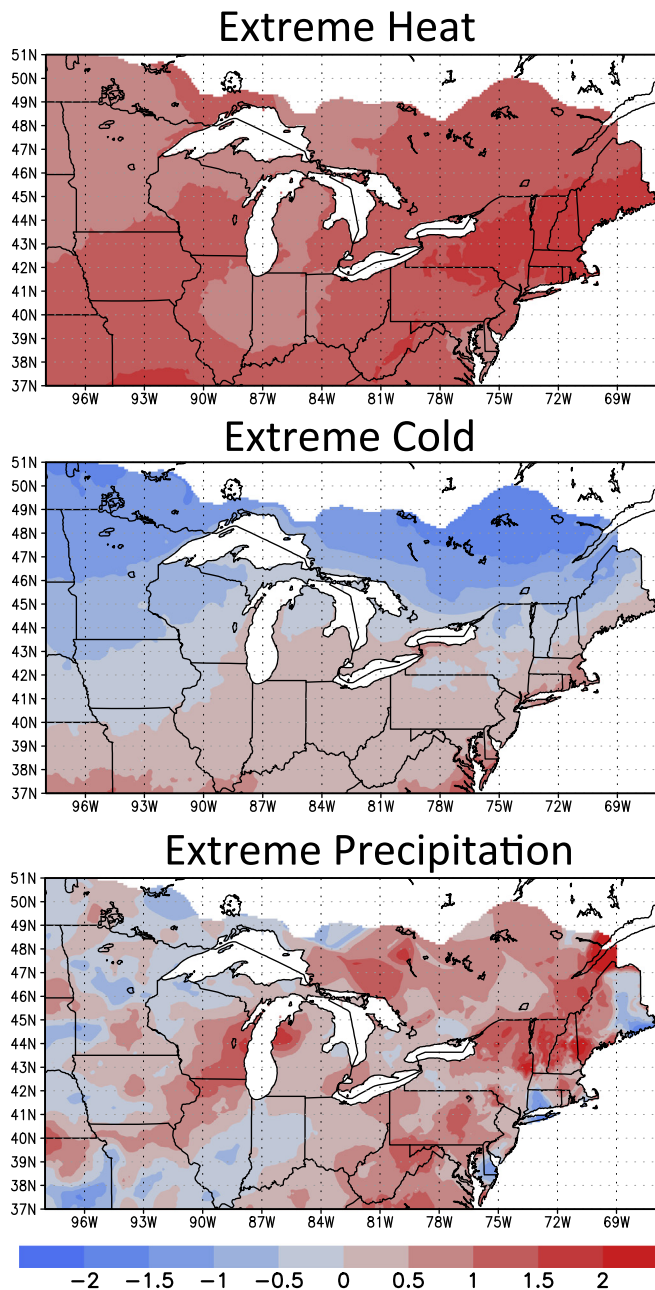 Extreme Heat
51N
50N
49N
48N
47N
46N
45N
44N
43N
42N
41N
40N
39N
38N
37N
96W 93W 90W 87W 84W 81W 78W 75W 72W 69W
Extreme Cold
51N
50N
49N
48N
47N
46N
45N
44N
43N
42N
41N
40N
39N
38N
37N
96W 93W 90W 87W 84W 81W 78W 75W 72W 69W
Extreme Precipitation
51N
50N
49N
48N
47N
46N
45N
44N
43N
42N
41N
40N
39N
38N
37N
96W 93W 90W 87W 84W 81W 78W 75W 72W 69W
−2 −1.5 −1 −0.5 0 0.5 1 1.5 2